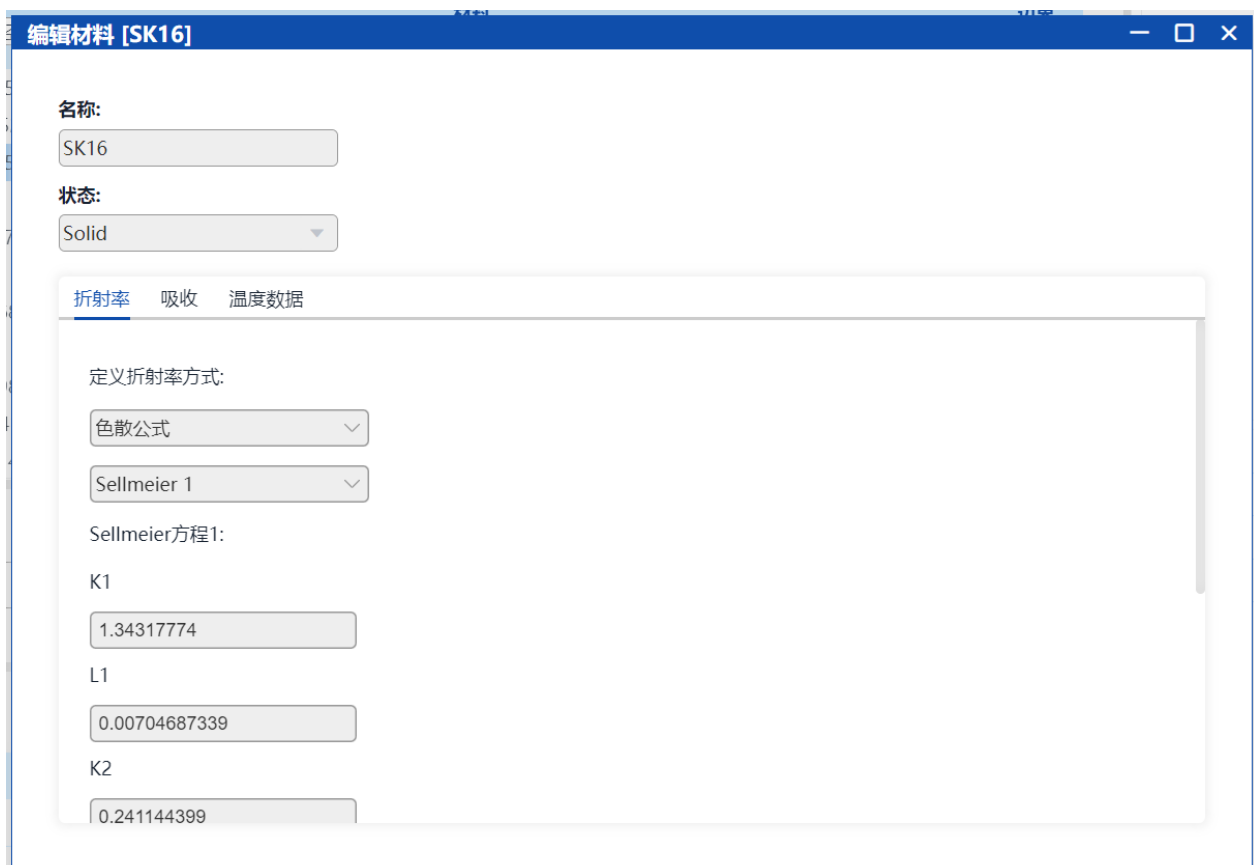 编辑材料 [SK16]
名称:
SK16
状态:
Solid
折射率 吸收 温度数据
定义折射率方式:
色散公式
Sellmeier 1
Sellmeier方程1:
K1
1.34317774
L1
0.00704687339
K2
0.241144399